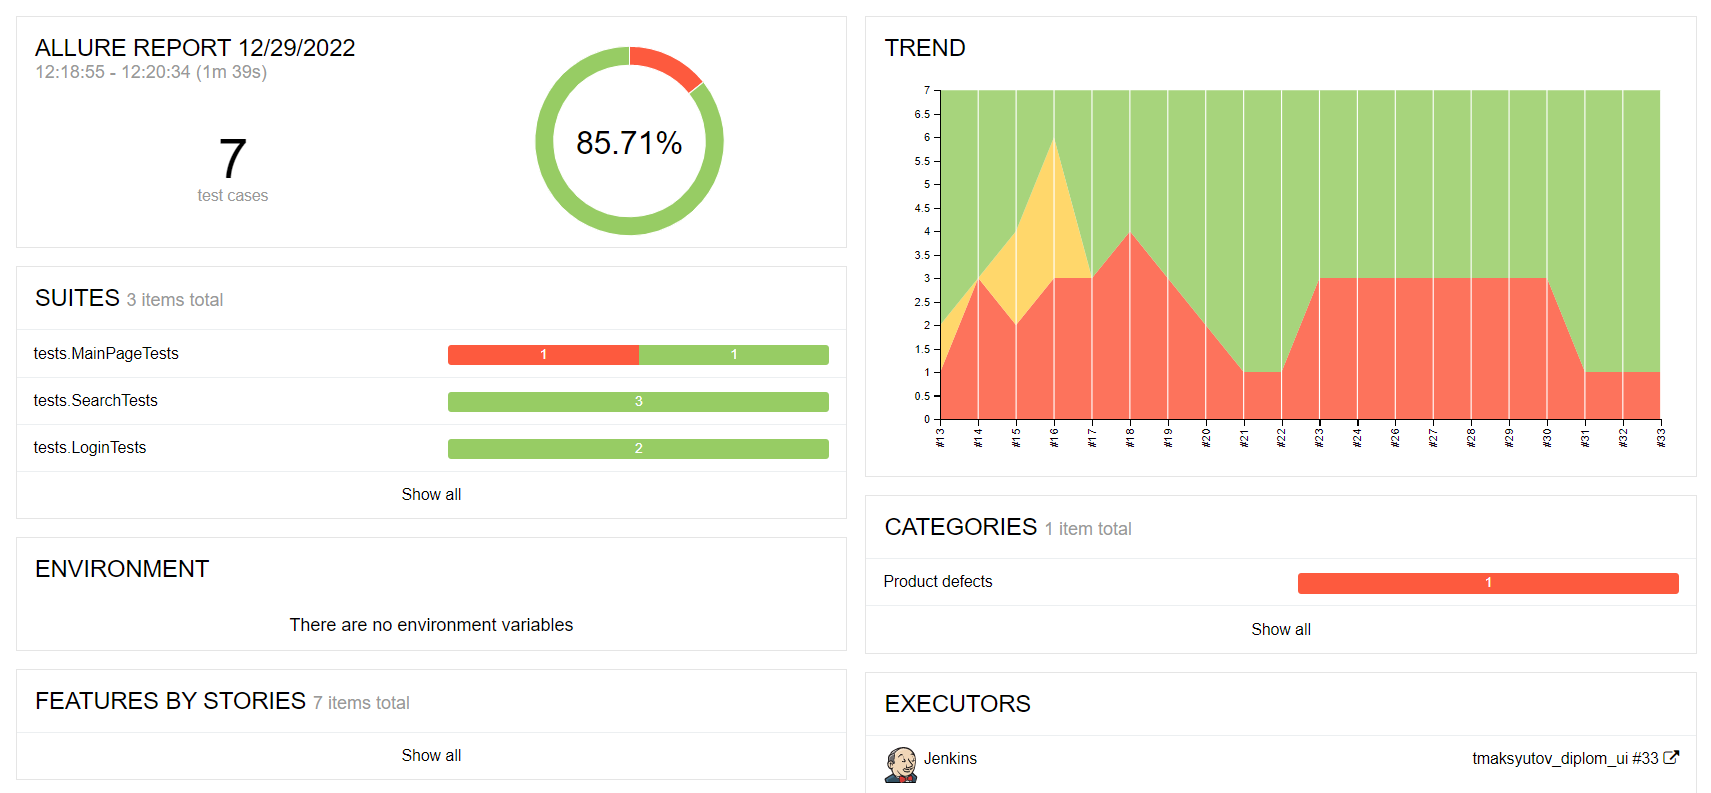 ALLURE REPORT 12/29/2022
12:18:55 - 12:20:34 (1m 39s)
7
test cases
85.71%
SUITES 3 items total
tests.MainPageTests 1 1
tests.SearchTests 3
tests.LoginTests 2
Show all
ENVIRONMENT
There are no environment variables
FEATURES BY STORIES 7 items total
Show all
TREND
7
6.5
6
5.5
5
4.5
4
3.5
3
2.5
2
1.5
1
0.5
0
#13 #14 #15 #16 #17 #18 #19 #20 #21 #22 #23 #24 #26 #27 #28 #29 #30 #31 #32 #33
CATEGORIES 1 item total
Product defects 1
Show all
EXECUTORS
Jenkins tmaksyutov_diplom_ui #33